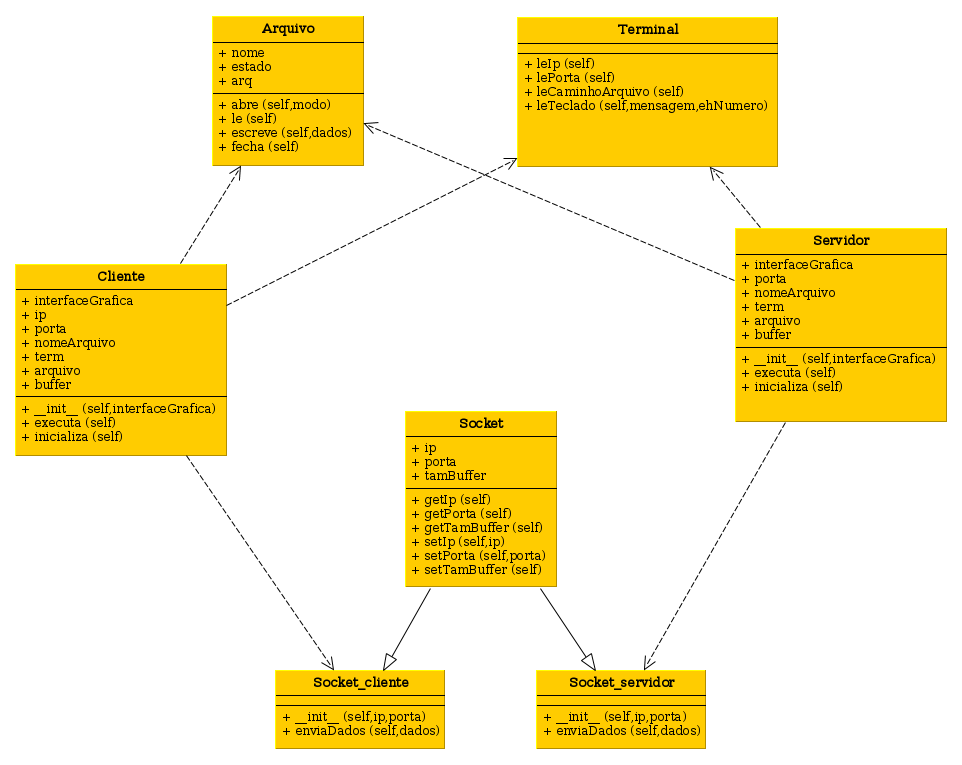 Arquivo
+ nome
+ estado
+ arq
+ abre (self,modo)
+ le (self)
+ escreve (self,dados)
+ fecha (self)
Terminal
+ leIp (self)
+ lePorta (self)
+ leCaminhoArquivo (self)
+ leTeclado (self,mensagem,ehNumero)
Cliente
+ interfaceGrafica
+ ip
+ porta
+ nomeArquivo
+ term
+ arquivo
+ buffer
+ __init__ (self,interfaceGrafica)
+ executa (self)
+ inicializa (self)
Servidor
+ interfaceGrafica
+ porta
+ nomeArquivo
+ term
+ arquivo
+ buffer
+ __init__ (self,interfaceGrafica)
+ executa (self)
+ inicializa (self)
Socket
+ ip
+ porta
+ tamBuffer
+ getIp (self)
+ getPorta (self)
+ getTamBuffer (self)
+ setIp (self,ip)
+ setPorta (self,porta)
+ setTamBuffer (self)
Socket_cliente
+ __init__ (self,ip,porta)
+ enviaDados (self,dados)
Socket_servidor
+ __init__ (self,ip,porta)
+ enviaDados (self,dados)